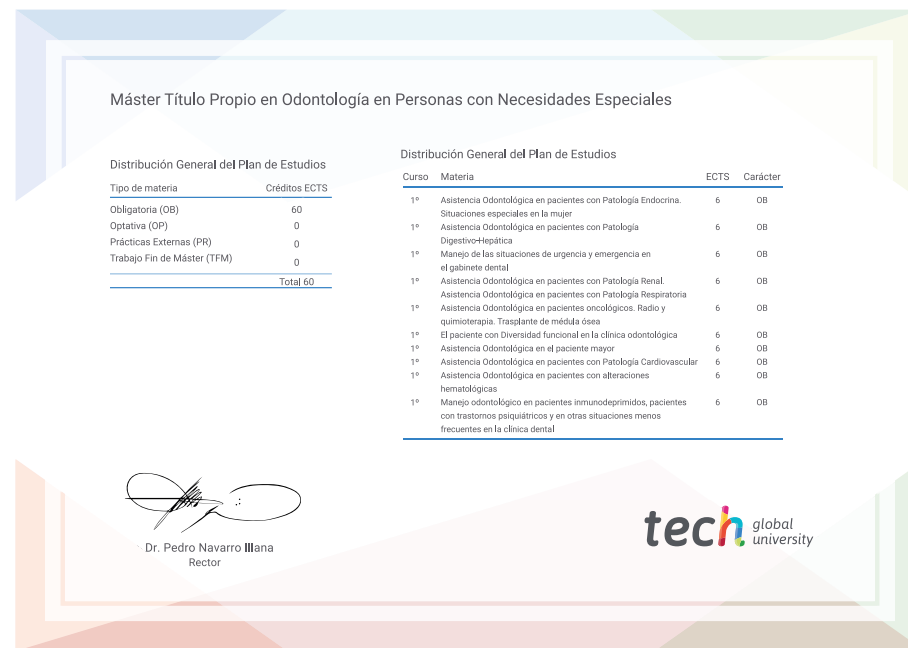 Máster Título Propio en Odontología en Personas con Necesidades Especiales
Distribución General del Plan de Estudios
Tipo de materia Créditos ECTS
Obligatoria (OB) 60
Optativa (OP) 0
Prácticas Externas (PR) 0
Trabajo Fin de Máster (TFM) 0
Total 60
Distribución General del Plan de Estudios
Curso Materia ECTS Carácter
1º Asistencia Odontológica en pacientes con Patología Endocrina. 6 OB
Situaciones especiales en la mujer
1º Asistencia Odontológica en pacientes con Patología 6 OB
Digestivo-Hepática
1º Manejo de las situaciones de urgencia y emergencia en 6 OB
el gabinete dental
1º Asistencia Odontológica en pacientes con Patología Renal. 6 OB
Asistencia Odontológica en pacientes con Patología Respiratoria
1º Asistencia Odontológica en pacientes oncológicos. Radio y 6 OB
quimioterapia. Trasplante de médula ósea
1º El paciente con Diversidad funcional en la clínica odontológica 6 OB
1º Asistencia Odontológica en el paciente mayor 6 OB
1º Asistencia Odontológica en pacientes con Patología Cardiovascular 6 OB
1º Asistencia Odontológica en pacientes con alteraciones 6 OB
hematológicas
1º Manejo odontológico en pacientes inmunodeprimidos, pacientes 6 OB
con trastornos psiquiátricos y en otras situaciones menos
frecuentes en la clínica dental
Dr. Pedro Navarro Illana
Rector
tech global
university